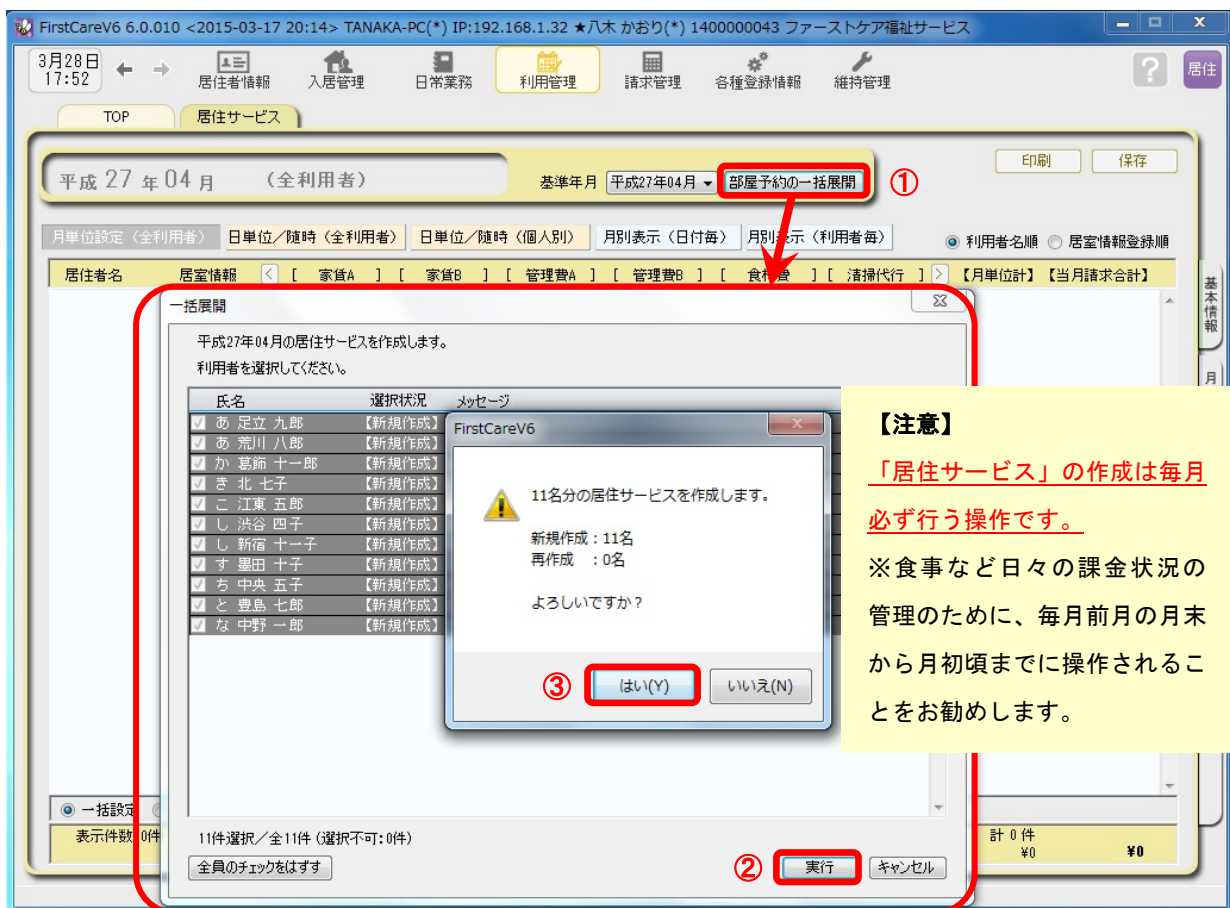 FirstCareV6 6.0.010 <2015-03-17 20:14> TANAKA-PC(*) IP:192.168.1.32 ★八木 かおり(*) 1400000043 ファーストケア福祉サービス
3月28日
17:52
居住者情報 入居管理 日常業務 利用管理 請求管理 各種登録情報 維持管理
?
居住
TOP 居住サービス
印刷 保存
平成 27 年 04 月 (全利用者) 基準年月 平成27年04月 部屋予約の一括展開 ①
月単位設定（全利用者） 日単位／随時（全利用者） 日単位／随時（個人別） 月別表示（日付毎） 月別表示（利用者毎） 利用者名順 居室情報登録順
居住者名 居室情報 < [ 家賃A ] [ 家賃B ] [ 管理費A ] [ 管理費B ] [ 食材費 ] [ 清掃代行 ] > 【月単位計】【当月請求合計】
基本情報
月
一括展開
平成27年04月の居住サービスを作成します。
利用者を選択してください。
氏名 選択状況 メッセージ
あ 足立 九郎 【新規作成】
あ 荒川 八郎 【新規作成】
か 葛飾 十一郎 【新規作成】
き 北 七子 【新規作成】
こ 江東 五郎 【新規作成】
し 渋谷 四子 【新規作成】
し 新宿 十一子 【新規作成】
す 墨田 十子 【新規作成】
ち 中央 五子 【新規作成】
と 豊島 七郎 【新規作成】
な 中野 一郎 【新規作成】
FirstCareV6
11名分の居住サービスを作成します。
新規作成：11名
再作成 ：0名
よろしいですか？
③ はい(Y) いいえ(N)
【注意】
「居住サービス」の作成は毎月
必ず行う操作です。
※食事など日々の課金状況の
管理のために、毎月前月の月末
から月初頃までに操作されるこ
とをお勧めします。
一括設定
表示件数 0件
11件選択／全11件（選択不可：0件）
全員のチェックをはずす ② 実行 キャンセル
計 0 件
¥0 ¥0